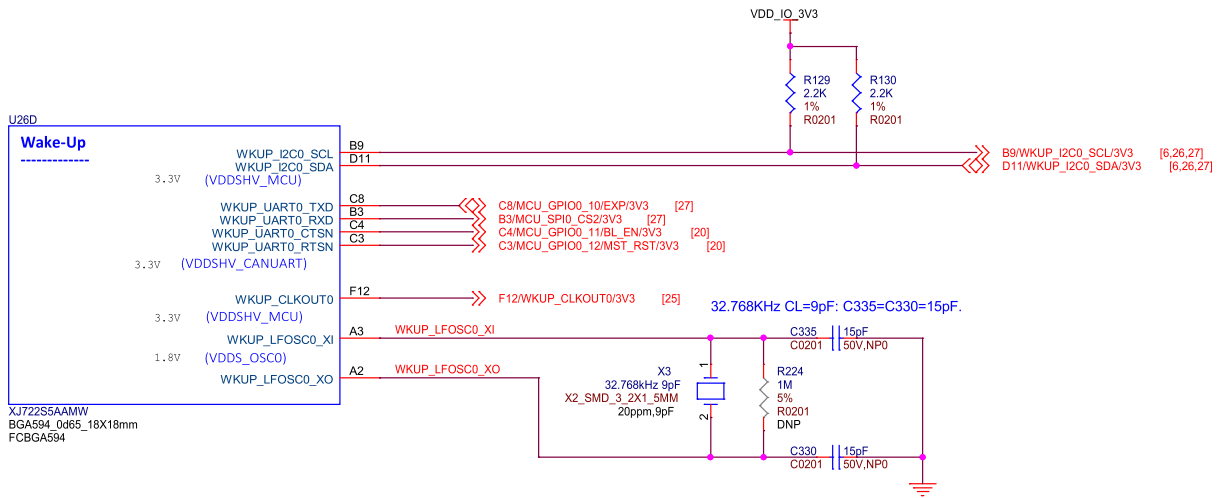 VDD_IO_3V3
R129
2.2K
1%
R0201
R130
2.2K
1%
R0201
U26D
Wake-Up
-------------
WKUP_I2C0_SCL
B9
B9/WKUP_I2C0_SCL/3V3 [6,26,27]
WKUP_I2C0_SDA
D11
D11/WKUP_I2C0_SDA/3V3 [6,26,27]
3.3V (VDDSHV_MCU)
WKUP_UART0_TXD
C8
C8/MCU_GPIO0_10/EXP/3V3 [27]
WKUP_UART0_RXD
B3
B3/MCU_SPI0_CS2/3V3 [27]
WKUP_UART0_CTSN
C4
C4/MCU_GPIO0_11/BL_EN/3V3 [20]
WKUP_UART0_RTSN
C3
C3/MCU_GPIO0_12/MST_RST/3V3 [20]
3.3V (VDDSHV_CANUART)
WKUP_CLKOUT0
F12
F12/WKUP_CLKOUT0/3V3 [25]
3.3V (VDDSHV_MCU)
32.768KHz CL=9pF: C335=C330=15pF.
WKUP_LFOSC0_XI
A3
WKUP_LFOSC0_XI
C335
C0201
15pF
50V,NP0
1.8V (VDDS_OSC0)
WKUP_LFOSC0_XO
A2
WKUP_LFOSC0_XO
1
X3
32.768kHz 9pF
X2_SMD_3_2X1_5MM
20ppm,9pF
2
R224
1M
5%
R0201
DNP
C330
C0201
15pF
50V,NP0
XJ722S5AAMW
BGA594_0d65_18X18mm
FCBGA594